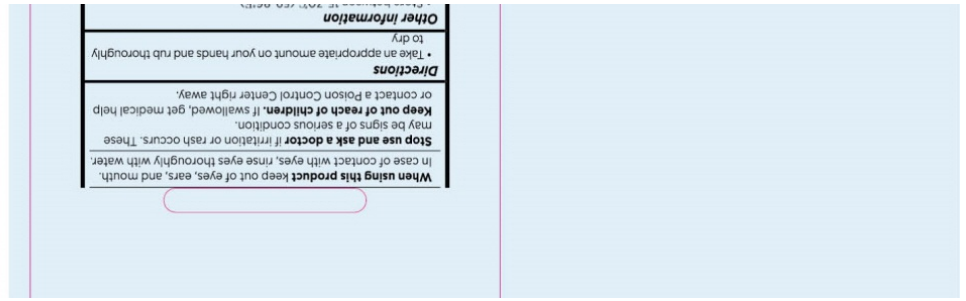 When using this product keep out of eyes, ears, and mouth.
In case of contact with eyes, rinse eyes thoroughly with water.
Stop use and ask a doctor if irritation or rash occurs. These
may be signs of a serious condition.
Keep out of reach of children. If swallowed, get medical help
or contact a Poison Control Center right away.
Directions
• Take an appropriate amount on your hands and rub thoroughly
to dry
Other information